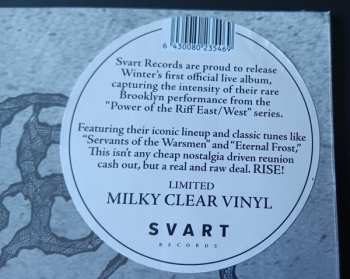 6 430080 235469
Svart Records are proud to release
Winter's first official live album,
capturing the intensity of their rare
Brooklyn performance from the
"Power of the Riff East/West" series.
Featuring their iconic lineup and classic tunes like
"Servants of the Warsmen" and "Eternal Frost,"
This isn't any cheap nostalgia driven reunion
cash out, but a real and raw deal. RISE!
LIMITED
MILKY CLEAR VINYL
SVART
RECORDS